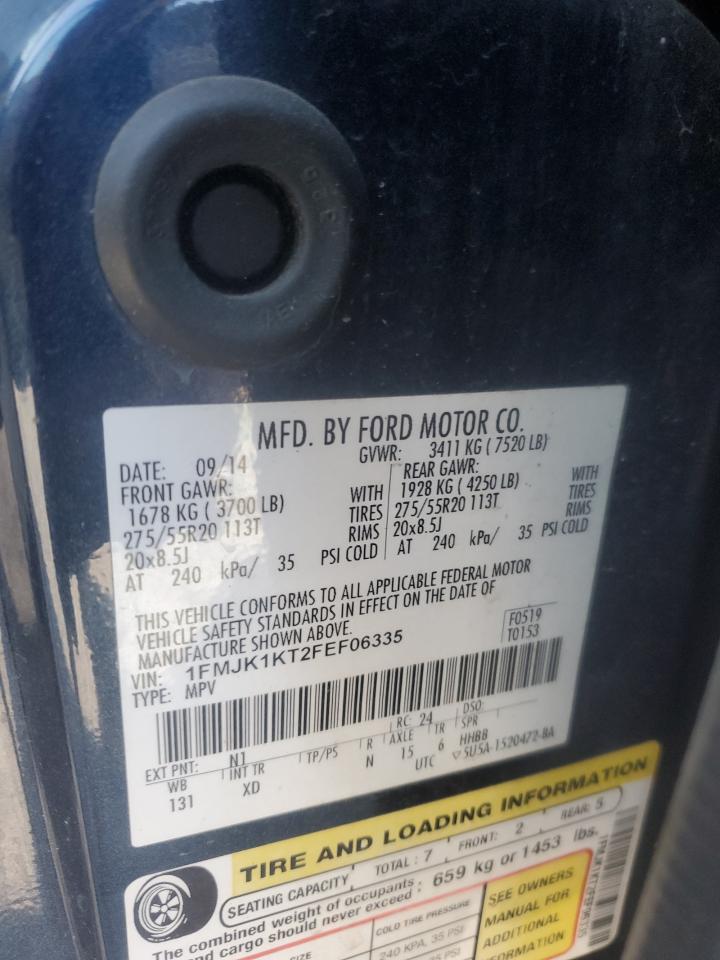 MFD. BY FORD MOTOR CO.
DATE: 09/14 GVWR: 3411 KG ( 7520 LB)
FRONT GAWR: REAR GAWR:
1678 KG ( 3700 LB) WITH 1928 KG ( 4250 LB) WITH
275/55R20 113T TIRES 275/55R20 113T TIRES
20x8.5J RIMS 20x8.5J RIMS
AT 240 kPa/ 35 PSI COLD AT 240 kPa/ 35 PSI COLD
THIS VEHICLE CONFORMS TO ALL APPLICABLE FEDERAL MOTOR
VEHICLE SAFETY STANDARDS IN EFFECT ON THE DATE OF
MANUFACTURE SHOWN ABOVE.
VIN: 1FMJK1KT2FEF06335 F0519
TYPE: MPV T0153
EXT PNT: N1 RC: 24 DSO:
WB INT TR TP/PS R AXLE TR SPR
131 XD N 15 6 HHBB
UTC ▽5U5A-1520472-BA
TIRE AND LOADING INFORMATION
SEATING CAPACITY TOTAL: 7 FRONT: 2 REAR: 5
The combined weight of occupants
and cargo should never exceed : 659 kg or 1453 lbs.
COLD TIRE PRESSURE
240 KPA, 35 PSI
35 PSI
SEE OWNERS
MANUAL FOR
ADDITIONAL